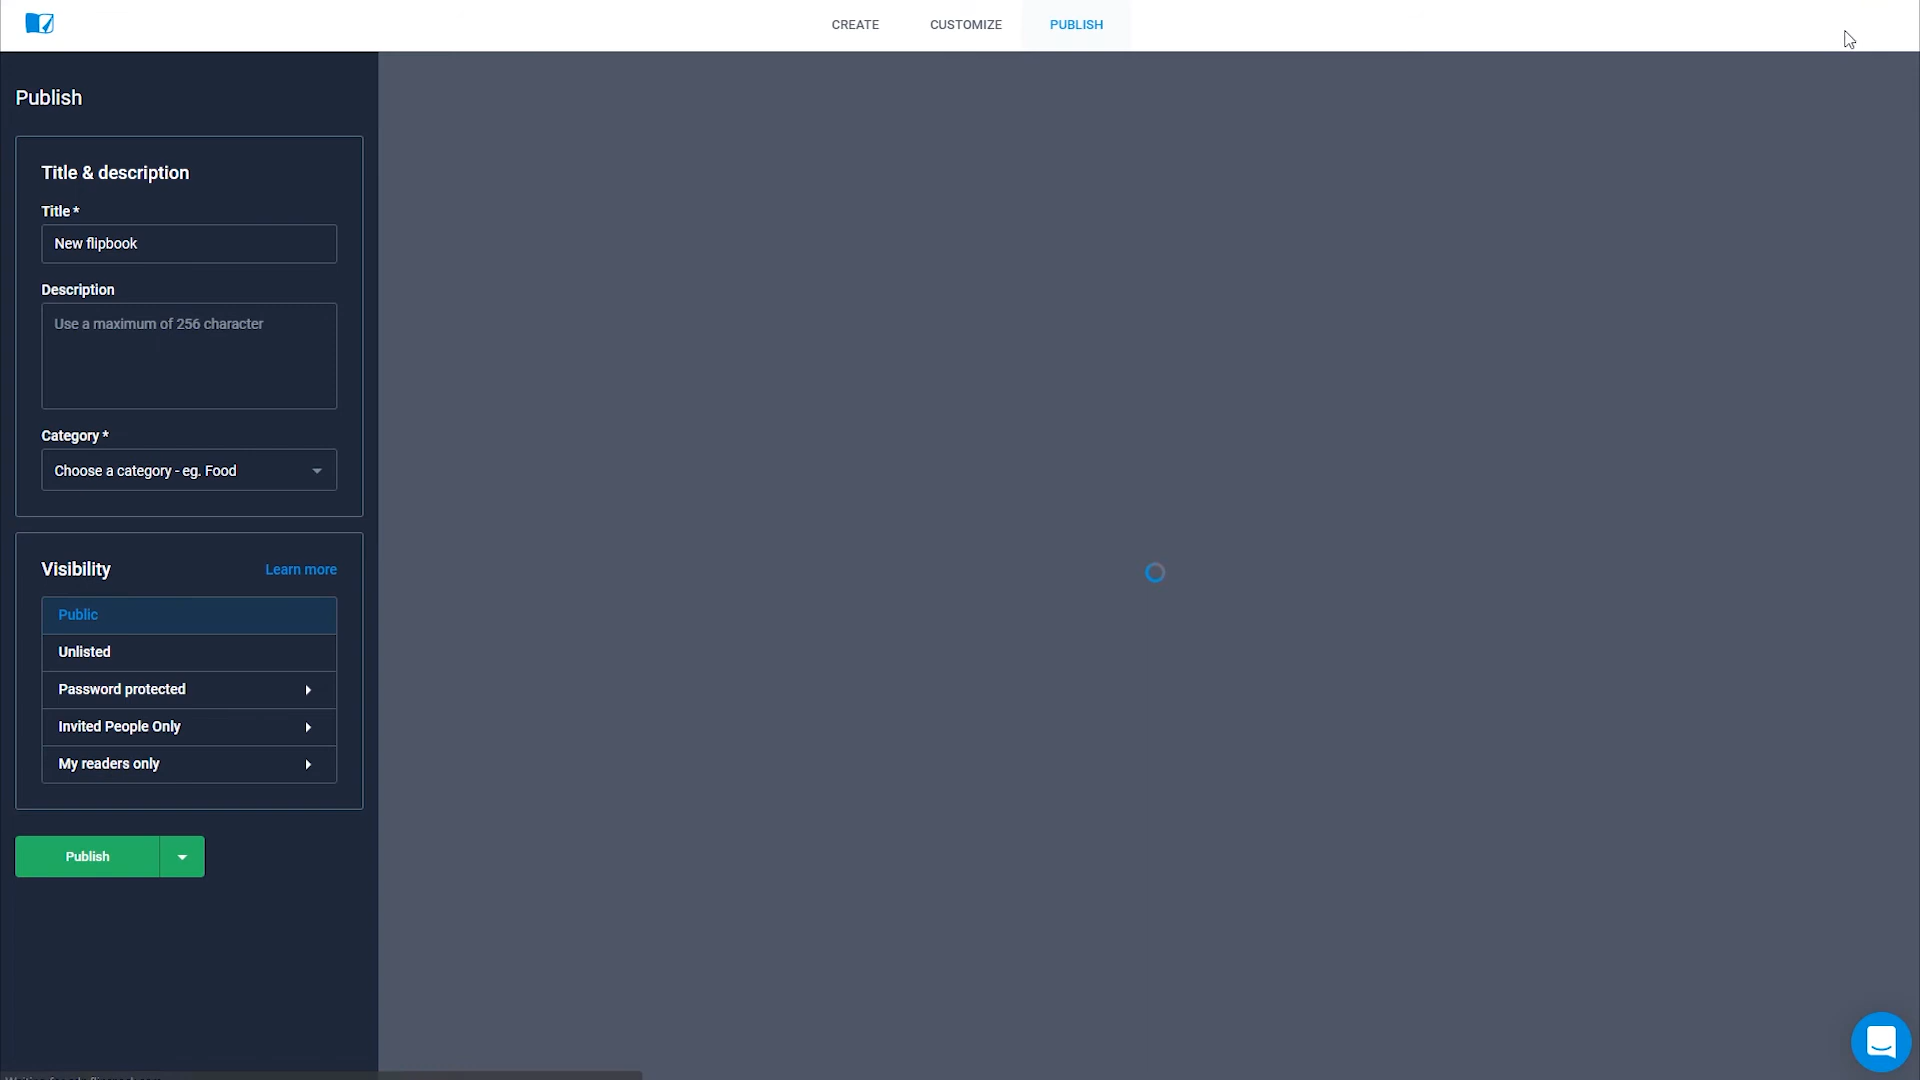 CREATE
CUSTOMIZE
PUBLISH
Publish
Title & description
Title *
New flipbook
Description
Use a maximum of 256 character
Category *
Choose a category - eg. Food
Visibility
Learn more
Public
Unlisted
Password protected
Invited People Only
My readers only
Publish